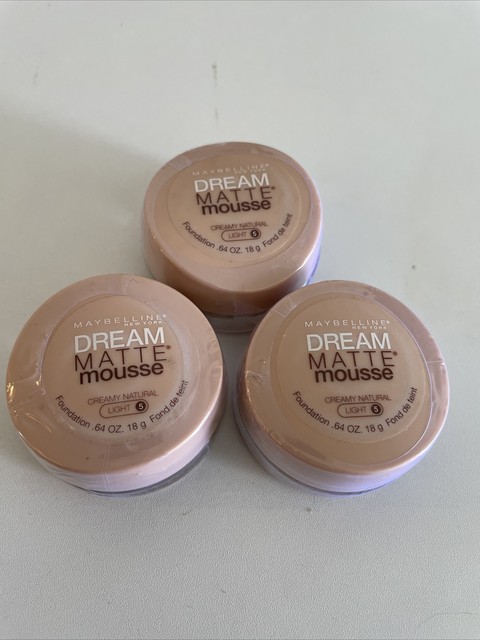 MAYBELLINE
NEW YORK
DREAM
MATTE®
mousse
CREAMY NATURAL
LIGHT 5
Foundation .64 OZ. 18 g Fond de teint
MAYBELLINE®
NEW YORK
DREAM
MATTE®
mousse
CREAMY NATURAL
LIGHT 5
Foundation .64 OZ. 18 g Fond de teint
MAYBELLINE®
NEW YORK
DREAM
MATTE®
mousse
CREAMY NATURAL
LIGHT 5
Foundation .64 OZ. 18 g Fond de teint